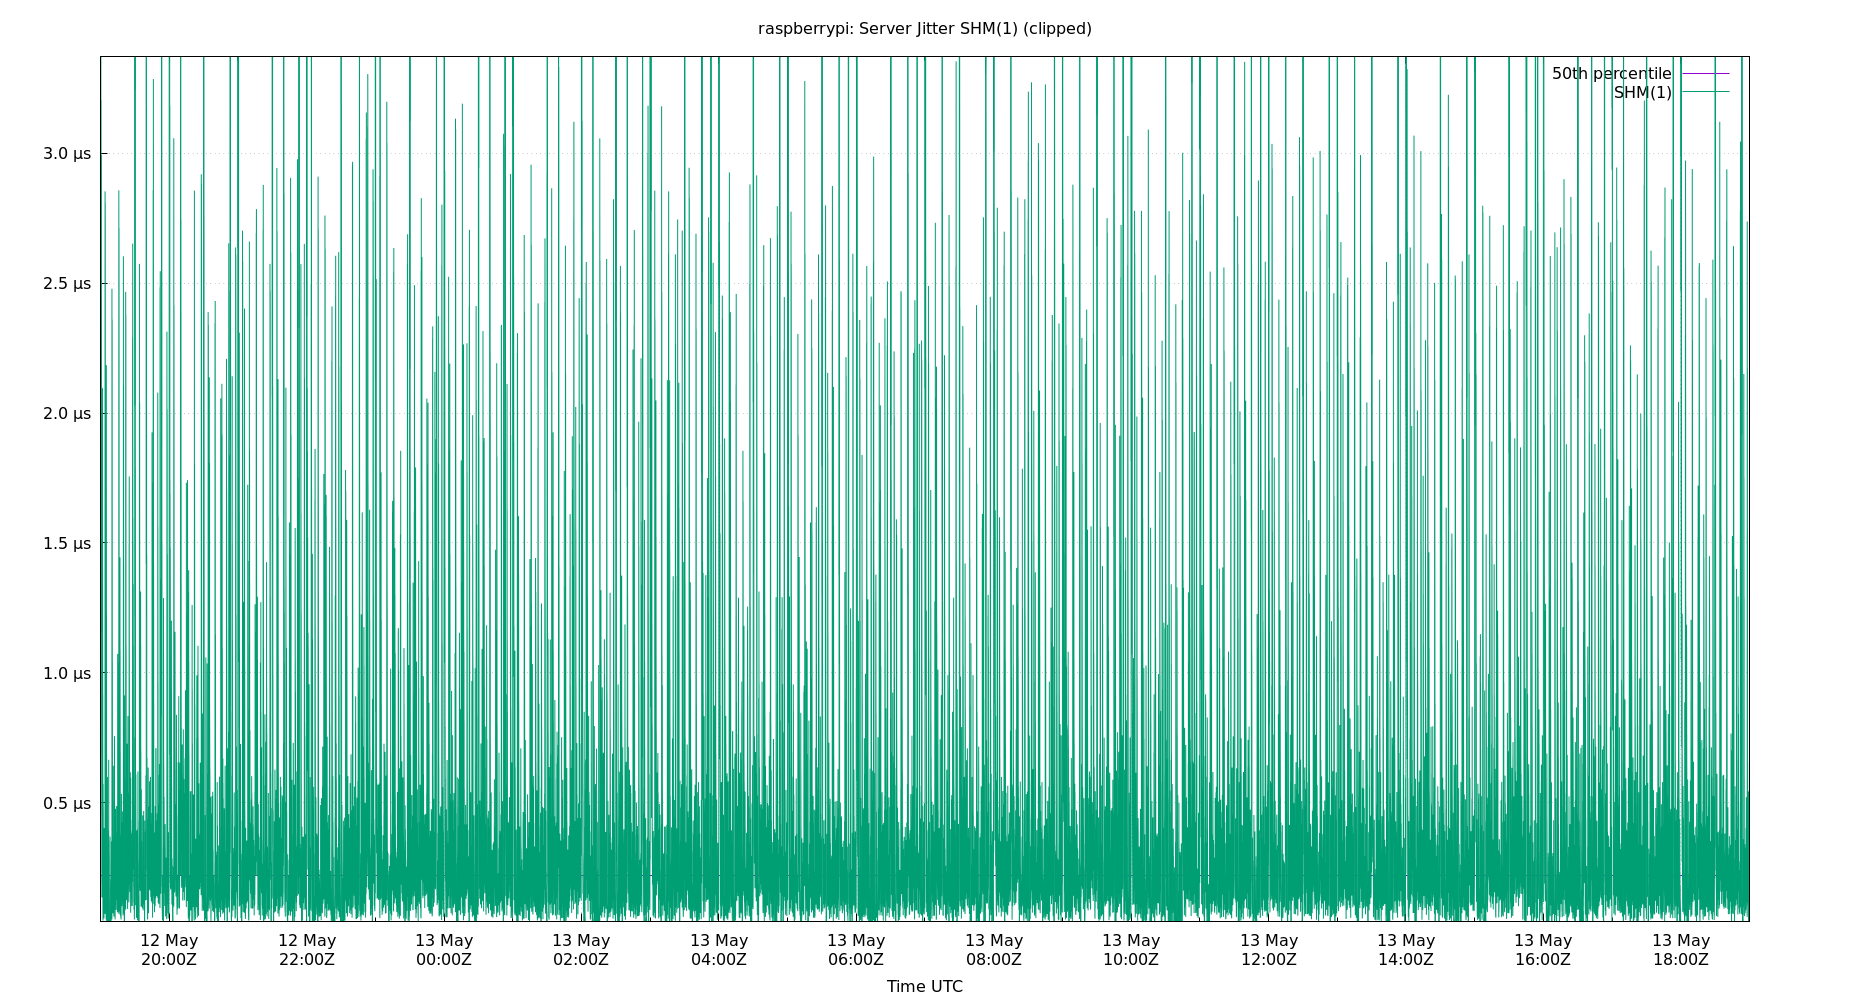 raspberrypi: Server Jitter SHM(1) (clipped)
50th percentile
SHM(1)
3.0 µs
2.5 µs
2.0 µs
1.5 µs
1.0 µs
0.5 µs
12 May 12 May 13 May 13 May 13 May 13 May 13 May 13 May 13 May 13 May 13 May 13 May
20:00Z 22:00Z 00:00Z 02:00Z 04:00Z 06:00Z 08:00Z 10:00Z 12:00Z 14:00Z 16:00Z 18:00Z
Time UTC